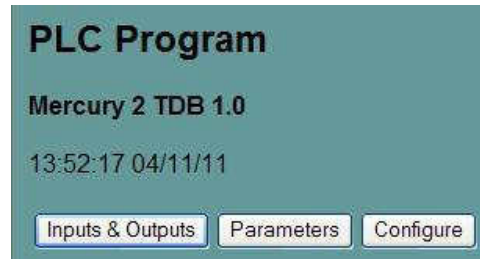 PLC Program
Mercury 2 TDB 1.0
13:52:17 04/11/11
Inputs & Outputs Parameters Configure